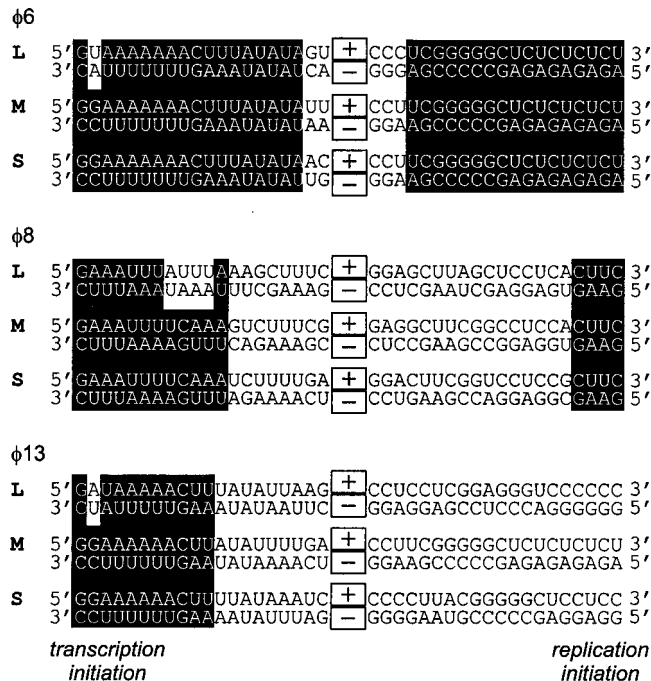 φ6
L 5′ GUAAAAAAACUUUAUAUAGU + CCCUCGGGGGCUCUCUCUCU 3′
3′ CAUUUUUUUGAAAUAUAUCA − GGGAGCCCCCGAGAGAGAGA 5′
M 5′ GGAAAAAAACUUUAUAUAUU + CCUUCGGGGGCUCUCUCUCU 3′
3′ CCUUUUUUUGAAAUAUAUAA − GGAAGCCCCCGAGAGAGAGA 5′
S 5′ GGAAAAAAACUUUAUAUAAC + CCUUCGGGGGCUCUCUCUCU 3′
3′ CCUUUUUUUGAAAUAUAUUG − GGAAGCCCCCGAGAGAGAGA 5′
φ8
L 5′ GAAAUUUAUUUAAAGCUUUC + GGAGCUUAGCUCCUCACUUC 3′
3′ CUUUAAAUAAAUUUCGAAAG − CCUCGAAUCGAGGAGUGAAG 5′
M 5′ GAAAUUUUCAAAGUCUUUCG + GAGGCUUCGGCCUCCACUUC 3′
3′ CUUUAAAAGUUUCAGAAAGC − CUCCGAAGCCGGAGGUGAAG 5′
S 5′ GAAAUUUUCAAAUCUUUUGA + GGACUUCGGUCCUCCGCUUC 3′
3′ CUUUAAAAGUUUAGAAAACU − CCUGAAGCCAGGAGGCGAAG 5′
φ13
L 5′ GAUAAAAACUUUAUAUUAAG + CCUCCUCGGAGGGUCCCCCC 3′
3′ CUAUUUUUGAAAUAUAAUUC − GGAGGAGCCUCCCAGGGGGG 5′
M 5′ GGAAAAAACUUAUAUUUUGA + CCUUCGGGGGCUCUCUCUCU 3′
3′ CCUUUUUUGAAUAUAAAACU − GGAAGCCCCCGAGAGAGAGA 5′
S 5′ GGAAAAAACUUUUAUAAAUC + CCCCUUACGGGGGCUCCUCC 3′
3′ CCUUUUUUGAAAAUAUUUAG − GGGGAAUGCCCCCGAGGAGG 5′
transcription initiation
replication initiation